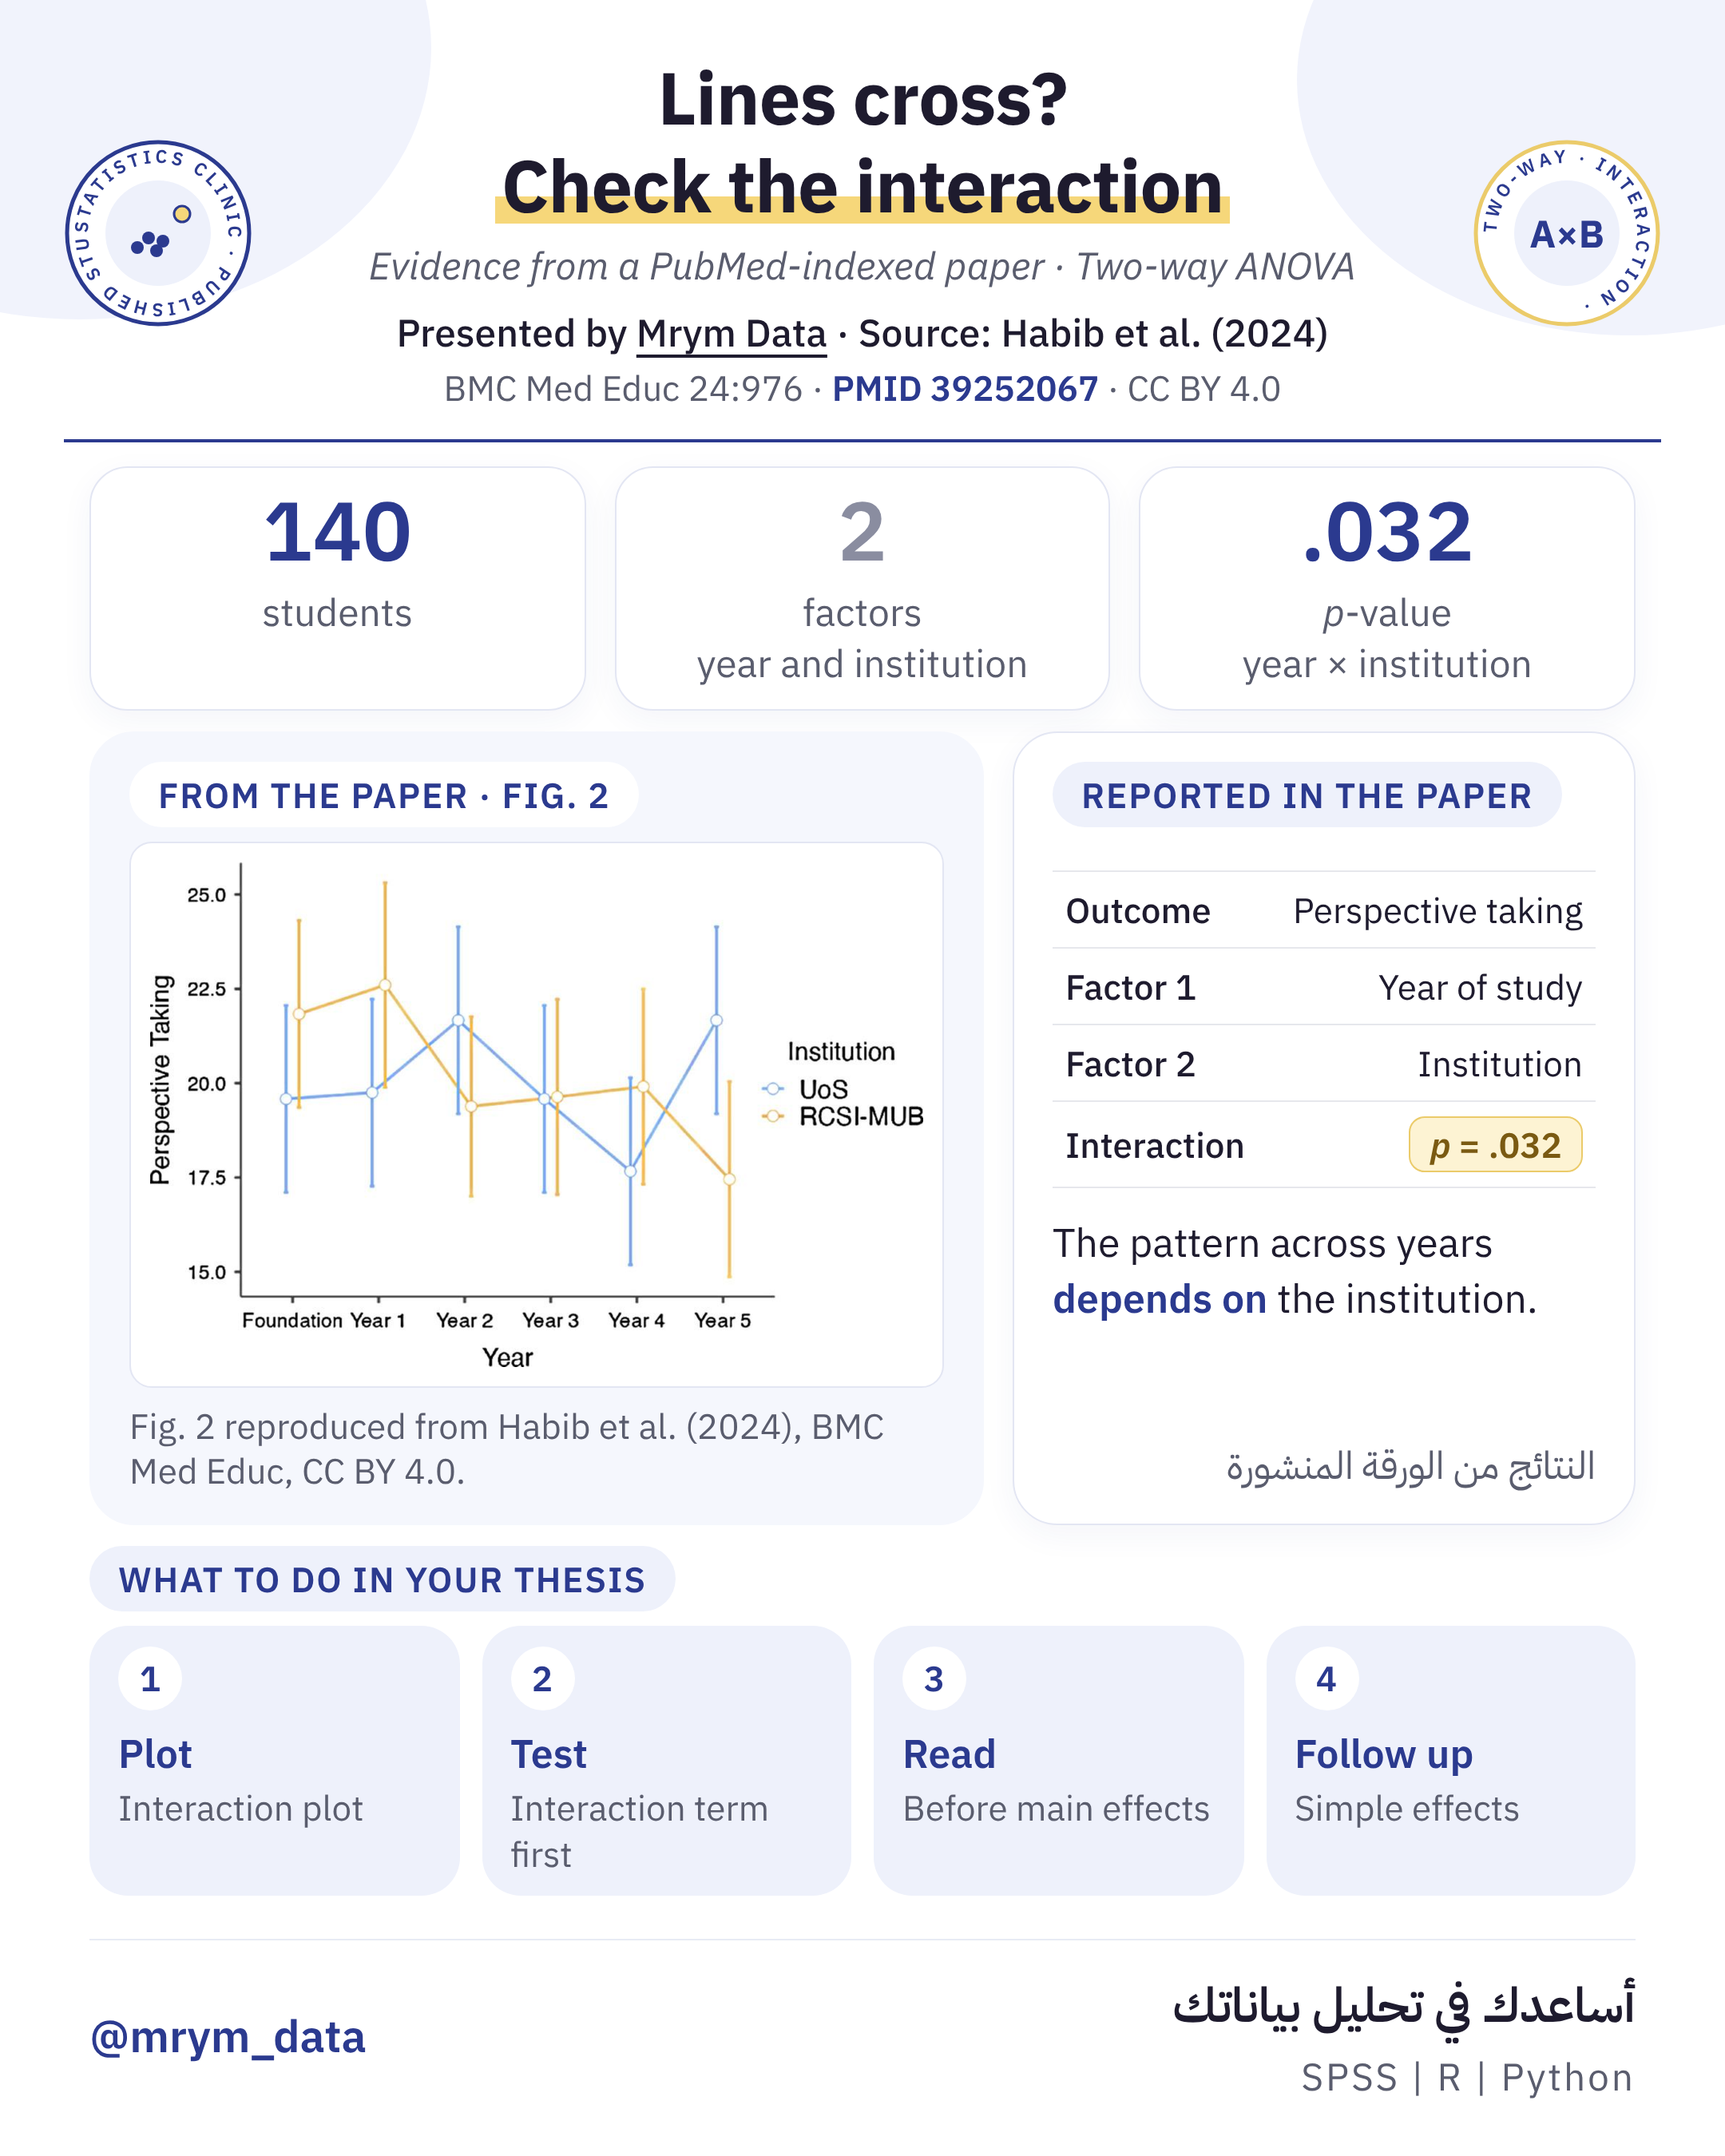 Lines cross?
Check the interaction
Evidence from a PubMed-indexed paper · Two-way ANOVA
Presented by Mrym Data · Source: Habib et al. (2024)
BMC Med Educ 24:976 · PMID 39252067 · CC BY 4.0
STATISTICS CLINIC · PUBLISHED STU
TWO-WAY · INTERACTION ·
A×B
140
students
2
factors
year and institution
.032
p-value
year × institution
FROM THE PAPER · FIG. 2
25.0
22.5
20.0
17.5
15.0
Perspective Taking
Foundation Year 1 Year 2 Year 3 Year 4 Year 5
Year
Institution
UoS
RCSI-MUB
Fig. 2 reproduced from Habib et al. (2024), BMC
Med Educ, CC BY 4.0.
REPORTED IN THE PAPER
Outcome Perspective taking
Factor 1 Year of study
Factor 2 Institution
Interaction p = .032
The pattern across years
depends on the institution.
النتائج من الورقة المنشورة
WHAT TO DO IN YOUR THESIS
1
Plot
Interaction plot
2
Test
Interaction term
first
3
Read
Before main effects
4
Follow up
Simple effects
@mrym_data
أساعدك في تحليل بياناتك
SPSS | R | Python